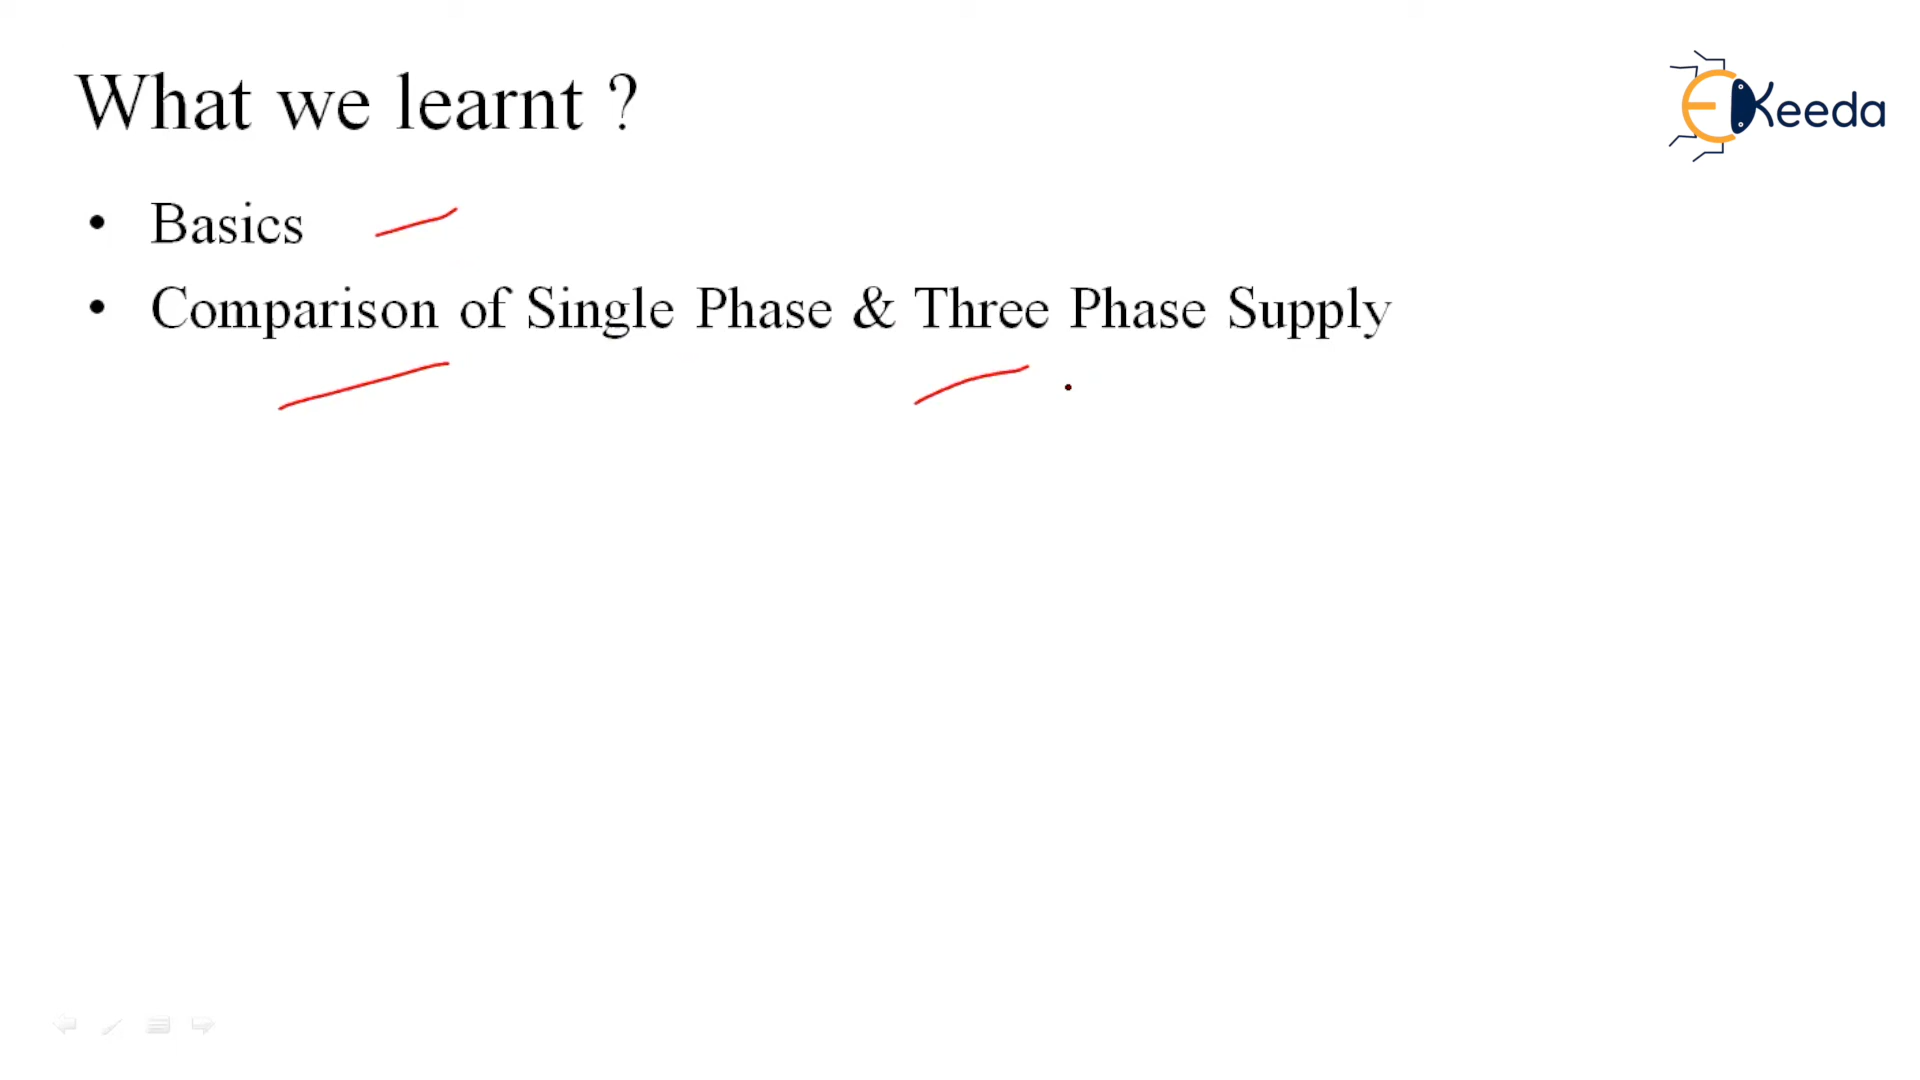 What we learnt ?
EKeeda
• Basics
• Comparison of Single Phase & Three Phase Supply